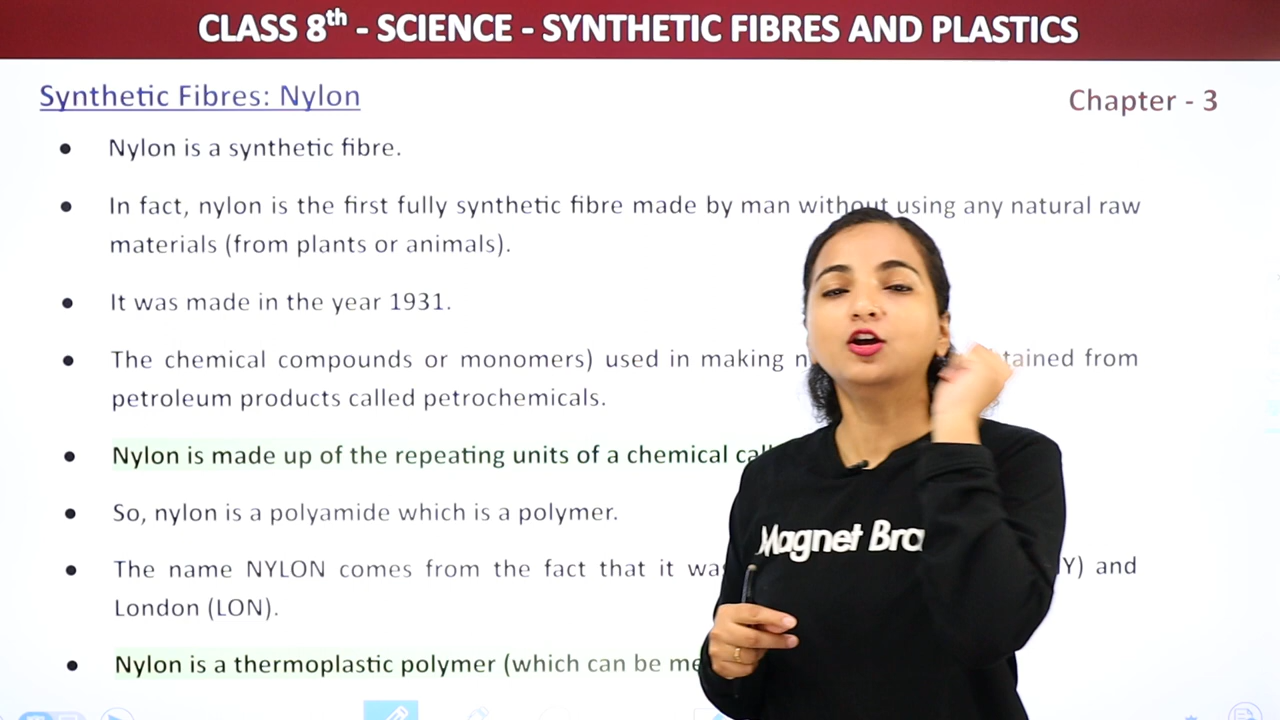 CLASS 8th - SCIENCE - SYNTHETIC FIBRES AND PLASTICS
Synthetic Fibres: Nylon
Chapter - 3
● Nylon is a synthetic fibre.
● In fact, nylon is the first fully synthetic fibre made by man without using any natural raw
materials (from plants or animals).
● It was made in the year 1931.
● The chemical compounds or monomers) used in making
petroleum products called petrochemicals.
● Nylon is made up of the repeating units of a chemical
● So, nylon is a polyamide which is a polymer.
● The name NYLON comes from the fact that it Y) and
London (LON).
● Nylon is a thermoplastic polymer (which can be
Magnet Bra